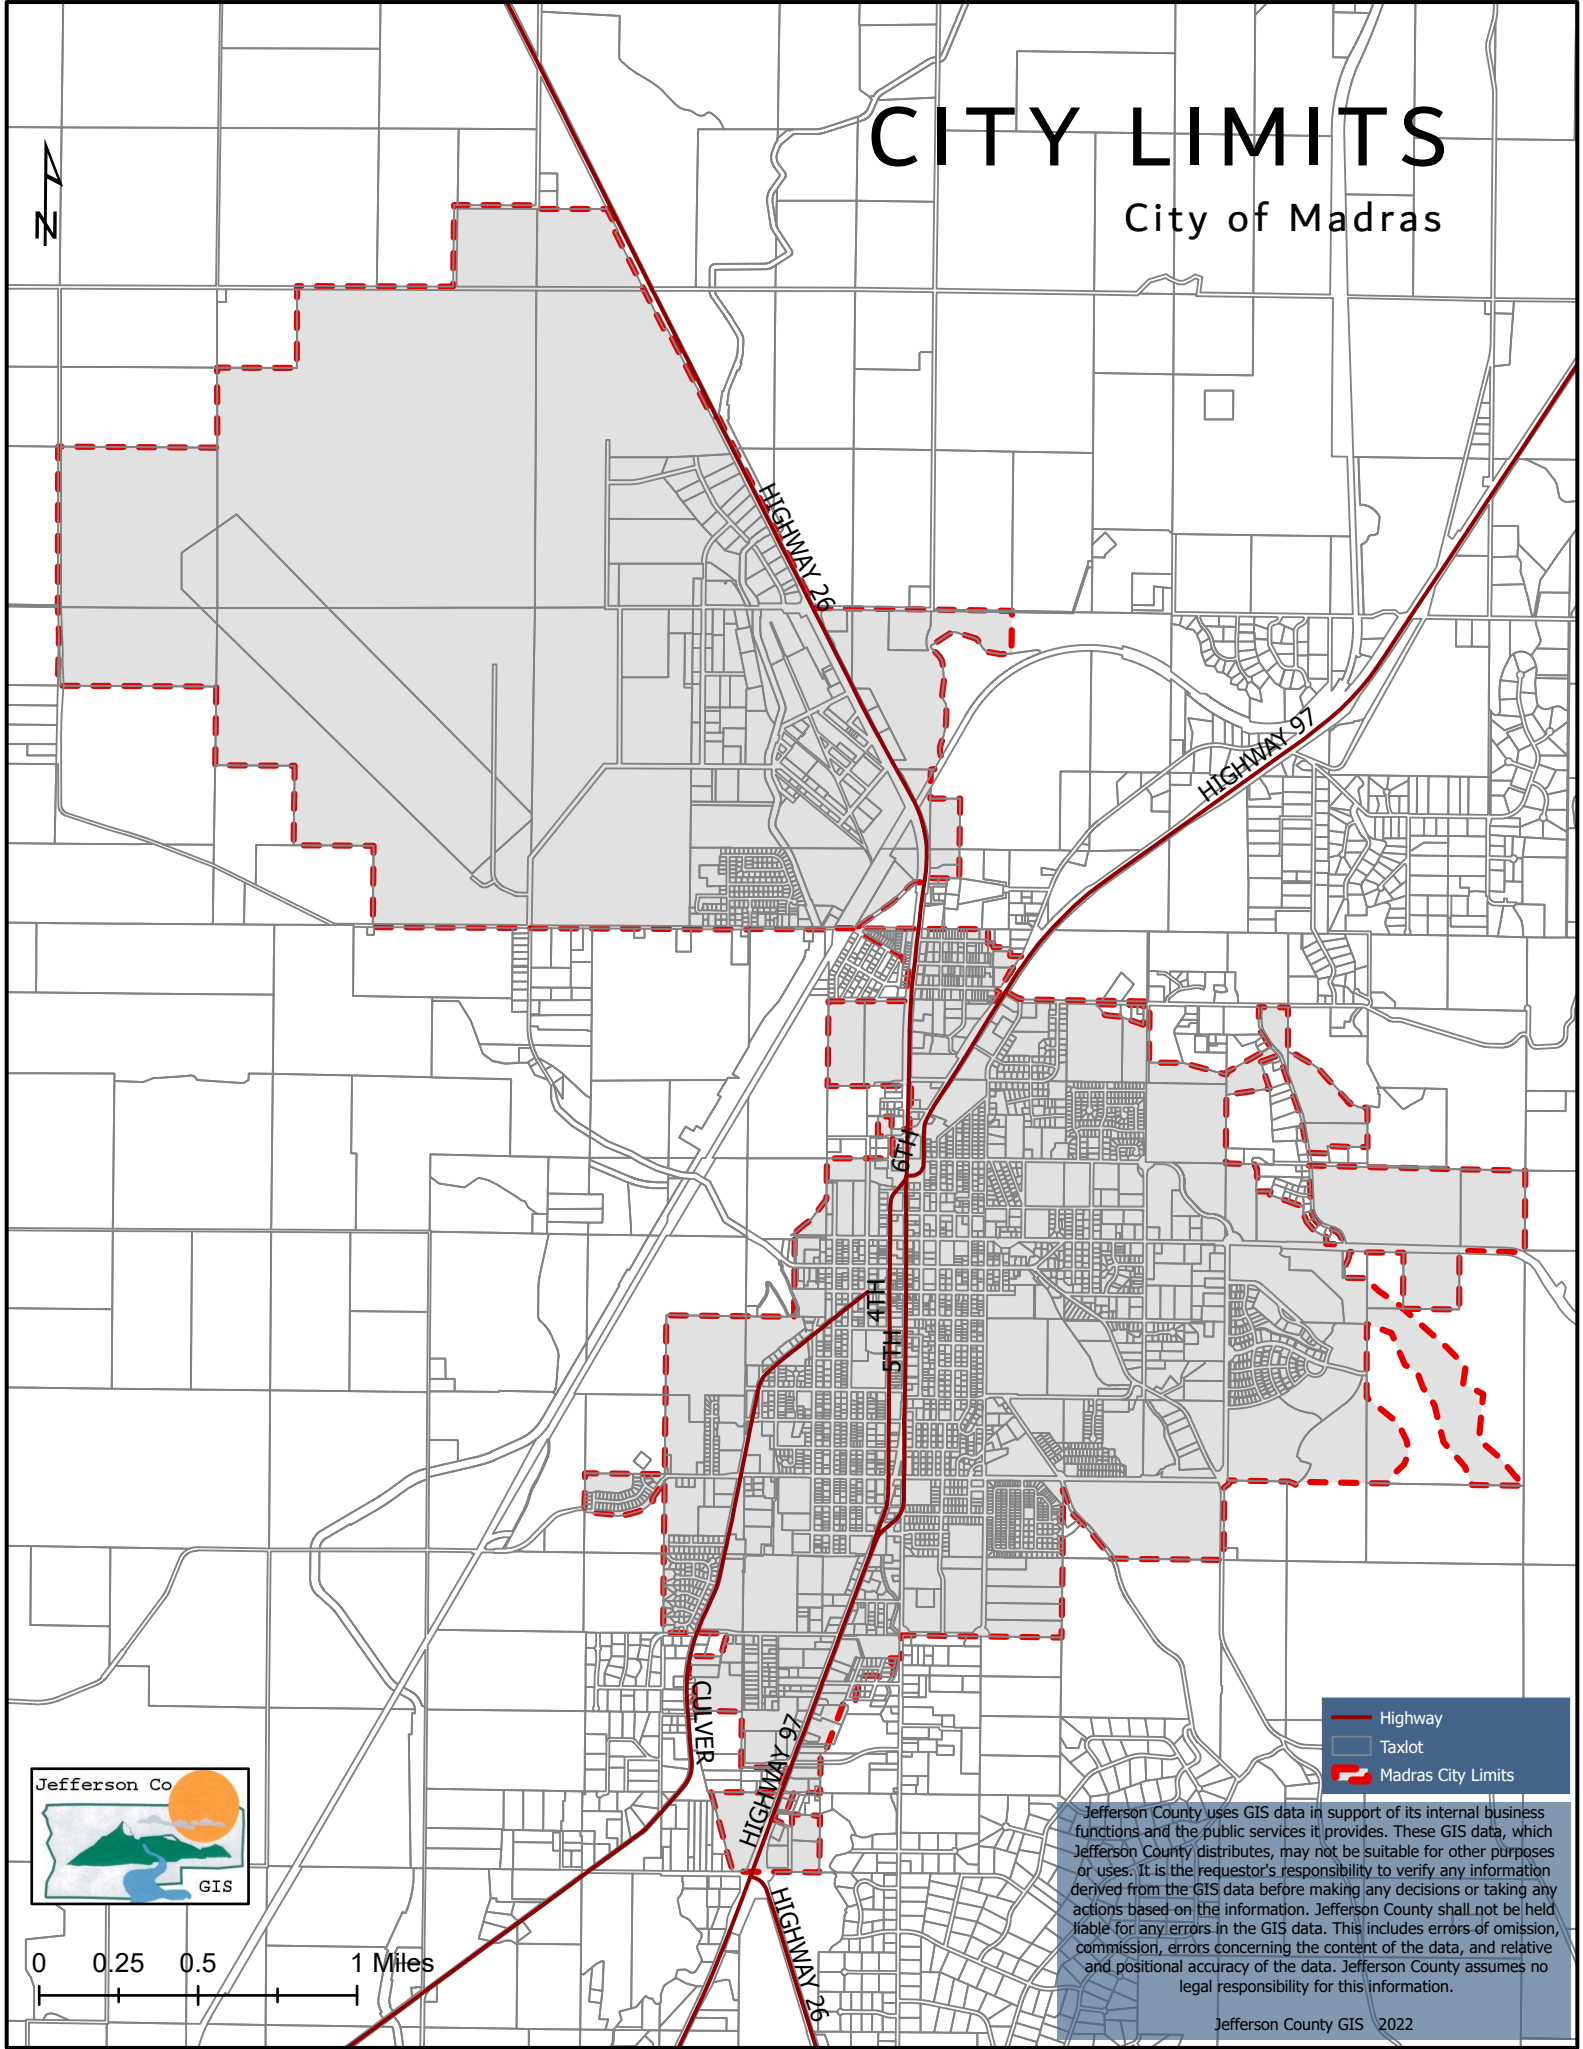 CITY LIMITS
City of Madras
N
HIGHWAY 26
HIGHWAY 97
6TH
4TH
5TH
CULVER
HIGHWAY 97
HIGHWAY 26
Highway
Taxlot
Madras City Limits
Jefferson Co
GIS
0 0.25 0.5 1 Miles
Jefferson County uses GIS data in support of its internal business
functions and the public services it provides. These GIS data, which
Jefferson County distributes, may not be suitable for other purposes
or uses. It is the requestor's responsibility to verify any information
derived from the GIS data before making any decisions or taking any
actions based on the information. Jefferson County shall not be held
liable for any errors in the GIS data. This includes errors of omission,
commission, errors concerning the content of the data, and relative
and positional accuracy of the data. Jefferson County assumes no
legal responsibility for this information.
Jefferson County GIS 2022